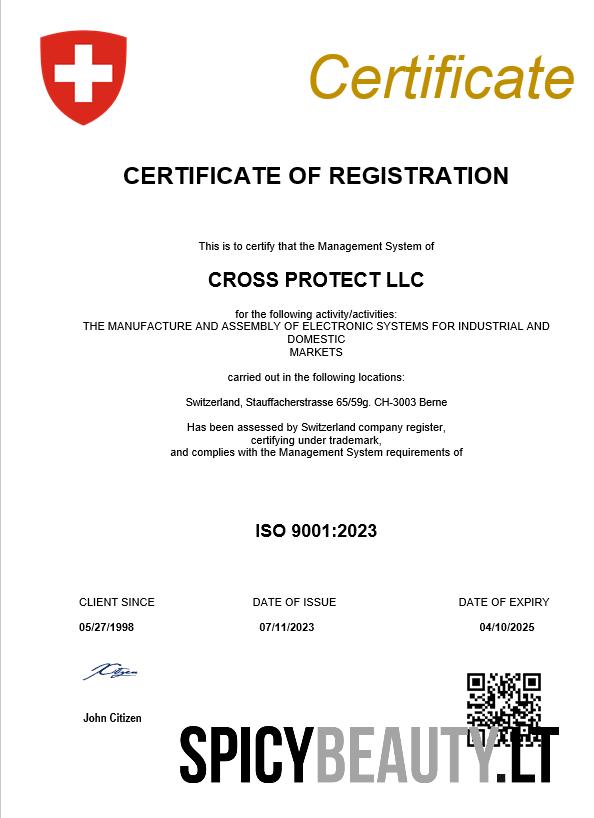 Certificate
CERTIFICATE OF REGISTRATION
This is to certify that the Management System of
CROSS PROTECT LLC
for the following activity/activities:
THE MANUFACTURE AND ASSEMBLY OF ELECTRONIC SYSTEMS FOR INDUSTRIAL AND
DOMESTIC
MARKETS
carried out in the following locations:
Switzerland, Stauffacherstrasse 65/59g. CH-3003 Berne
Has been assessed by Switzerland company register,
certifying under trademark,
and complies with the Management System requirements of
ISO 9001:2023
CLIENT SINCE DATE OF ISSUE DATE OF EXPIRY
05/27/1998 07/11/2023 04/10/2025
John Citizen
SPICYBEAUTY.LT